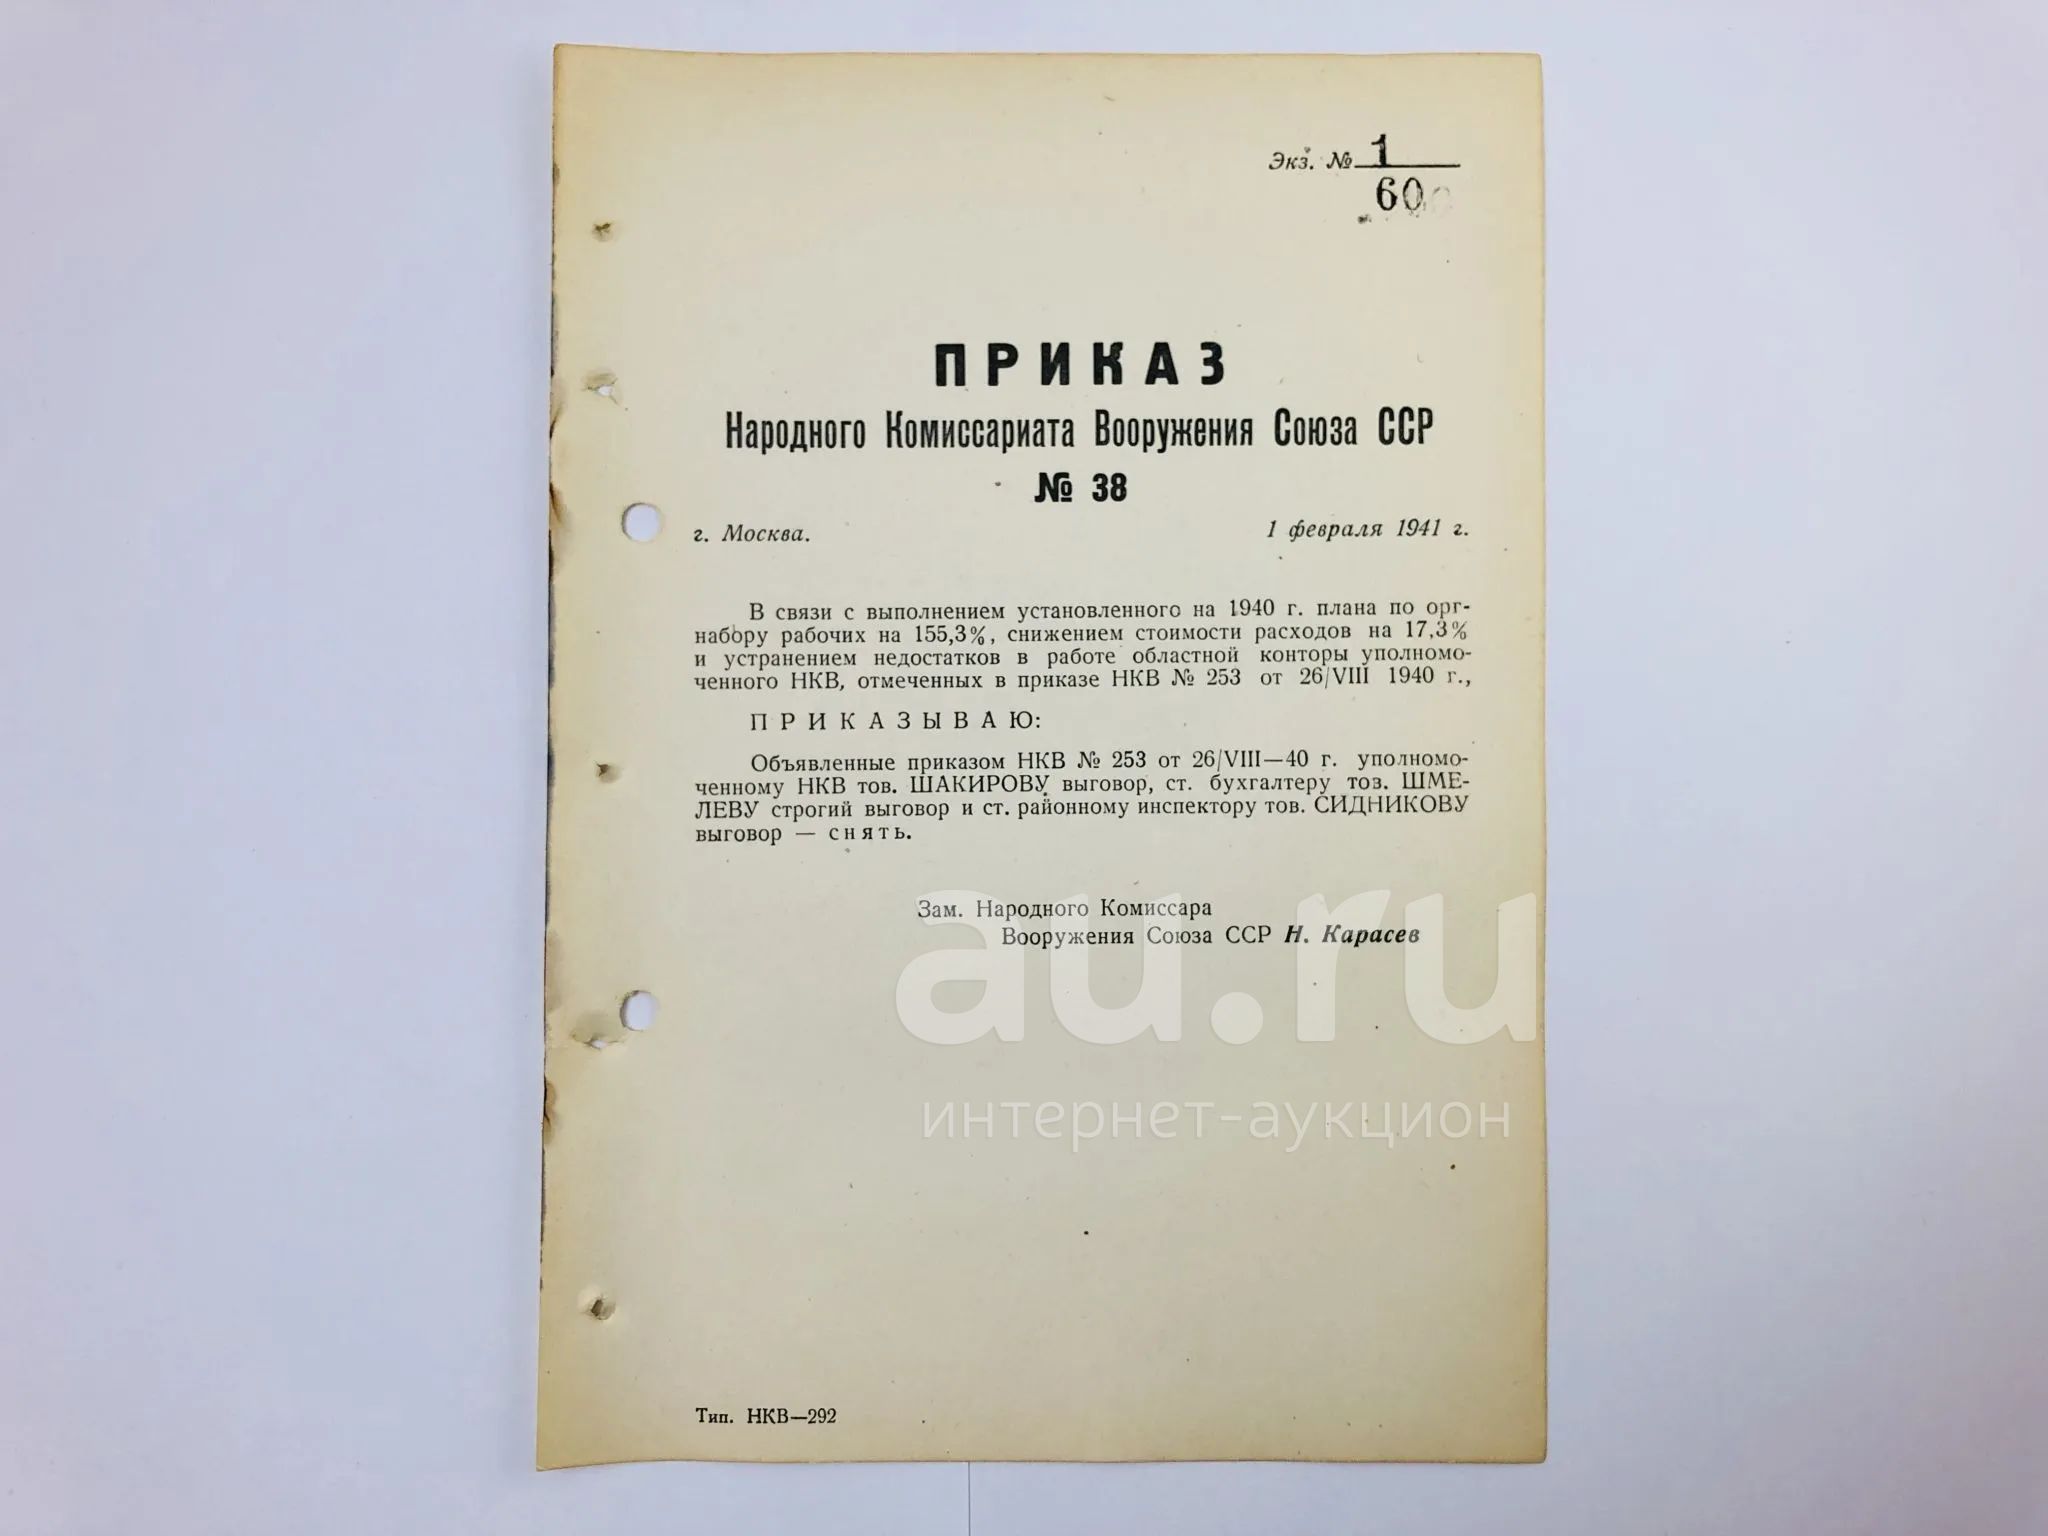 Экз. № 1
60
ПРИКАЗ
Народного Комиссариата Вооружения Союза ССР
№ 38
г. Москва. 1 февраля 1941 г.
В связи с выполнением установленного на 1940 г. плана по орг-
набору рабочих на 155,3%, снижением стоимости расходов на 17,3%
и устранением недостатков в работе областной конторы уполномо-
ченного НКВ, отмеченных в приказе НКВ № 253 от 26/VIII 1940 г.,
ПРИКАЗЫВАЮ:
Объявленные приказом НКВ № 253 от 26/VIII—40 г. уполномо-
ченному НКВ тов. ШАКИРОВУ выговор, ст. бухгалтеру тов. ШМЕ-
ЛЕВУ строгий выговор и ст. районному инспектору тов. СИДНИКОВУ
выговор — снять.
Зам. Народного Комиссара
Вооружения Союза ССР Н. Карасев
au.ru
интернет-аукцион
Тип. НКВ—292